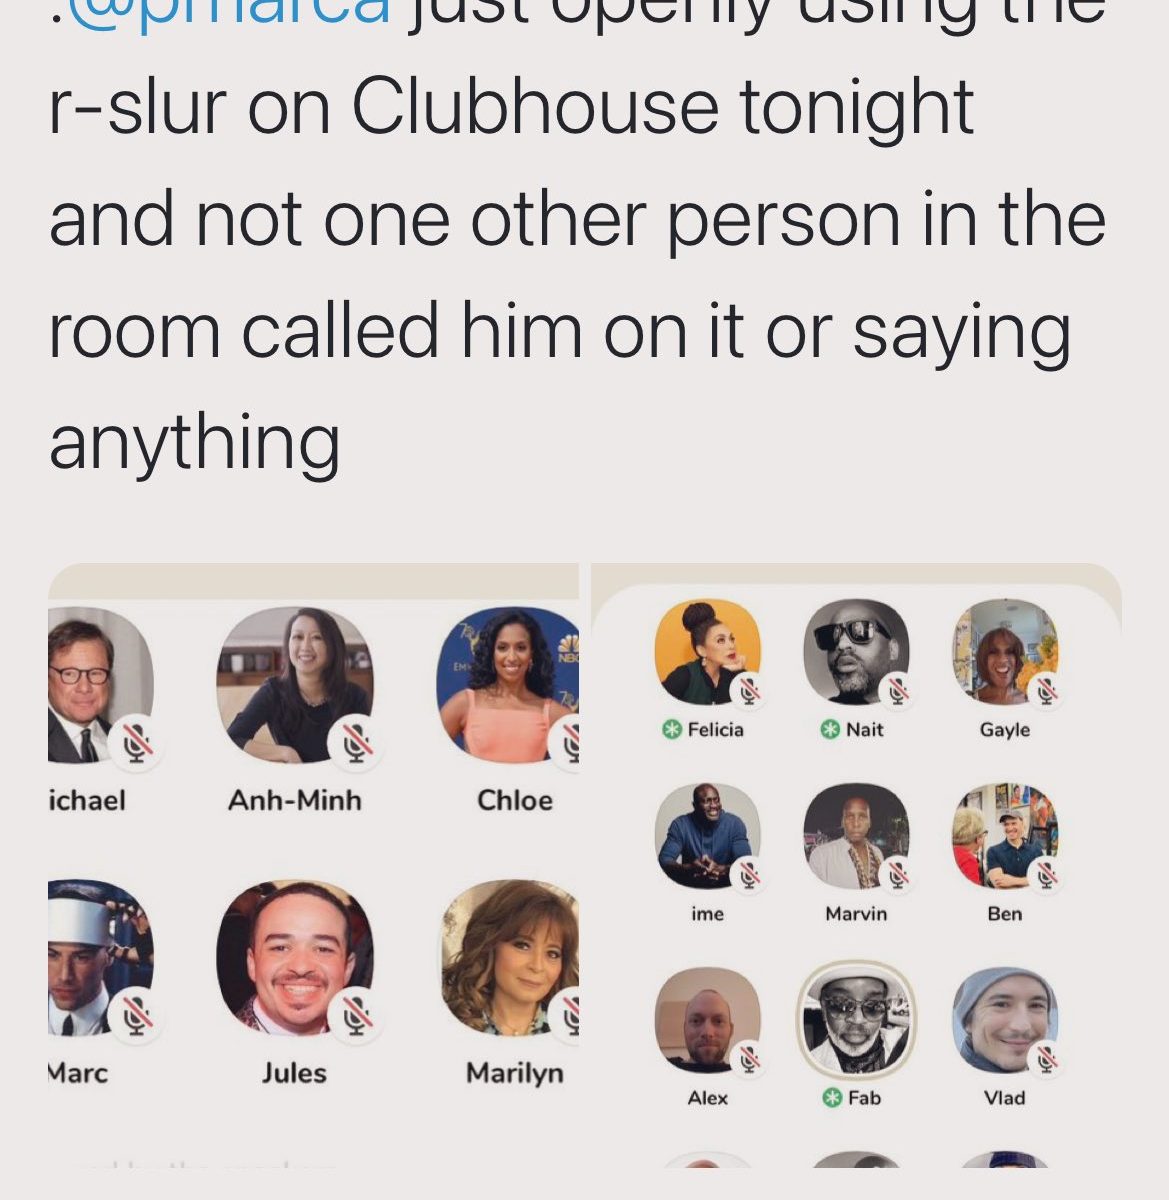 .@pmarca just openly using the
r-slur on Clubhouse tonight
and not one other person in the
room called him on it or saying
anything
ichael Anh-Minh Chloe
Marc Jules Marilyn
Felicia Nait Gayle
ime Marvin Ben
Alex Fab Vlad